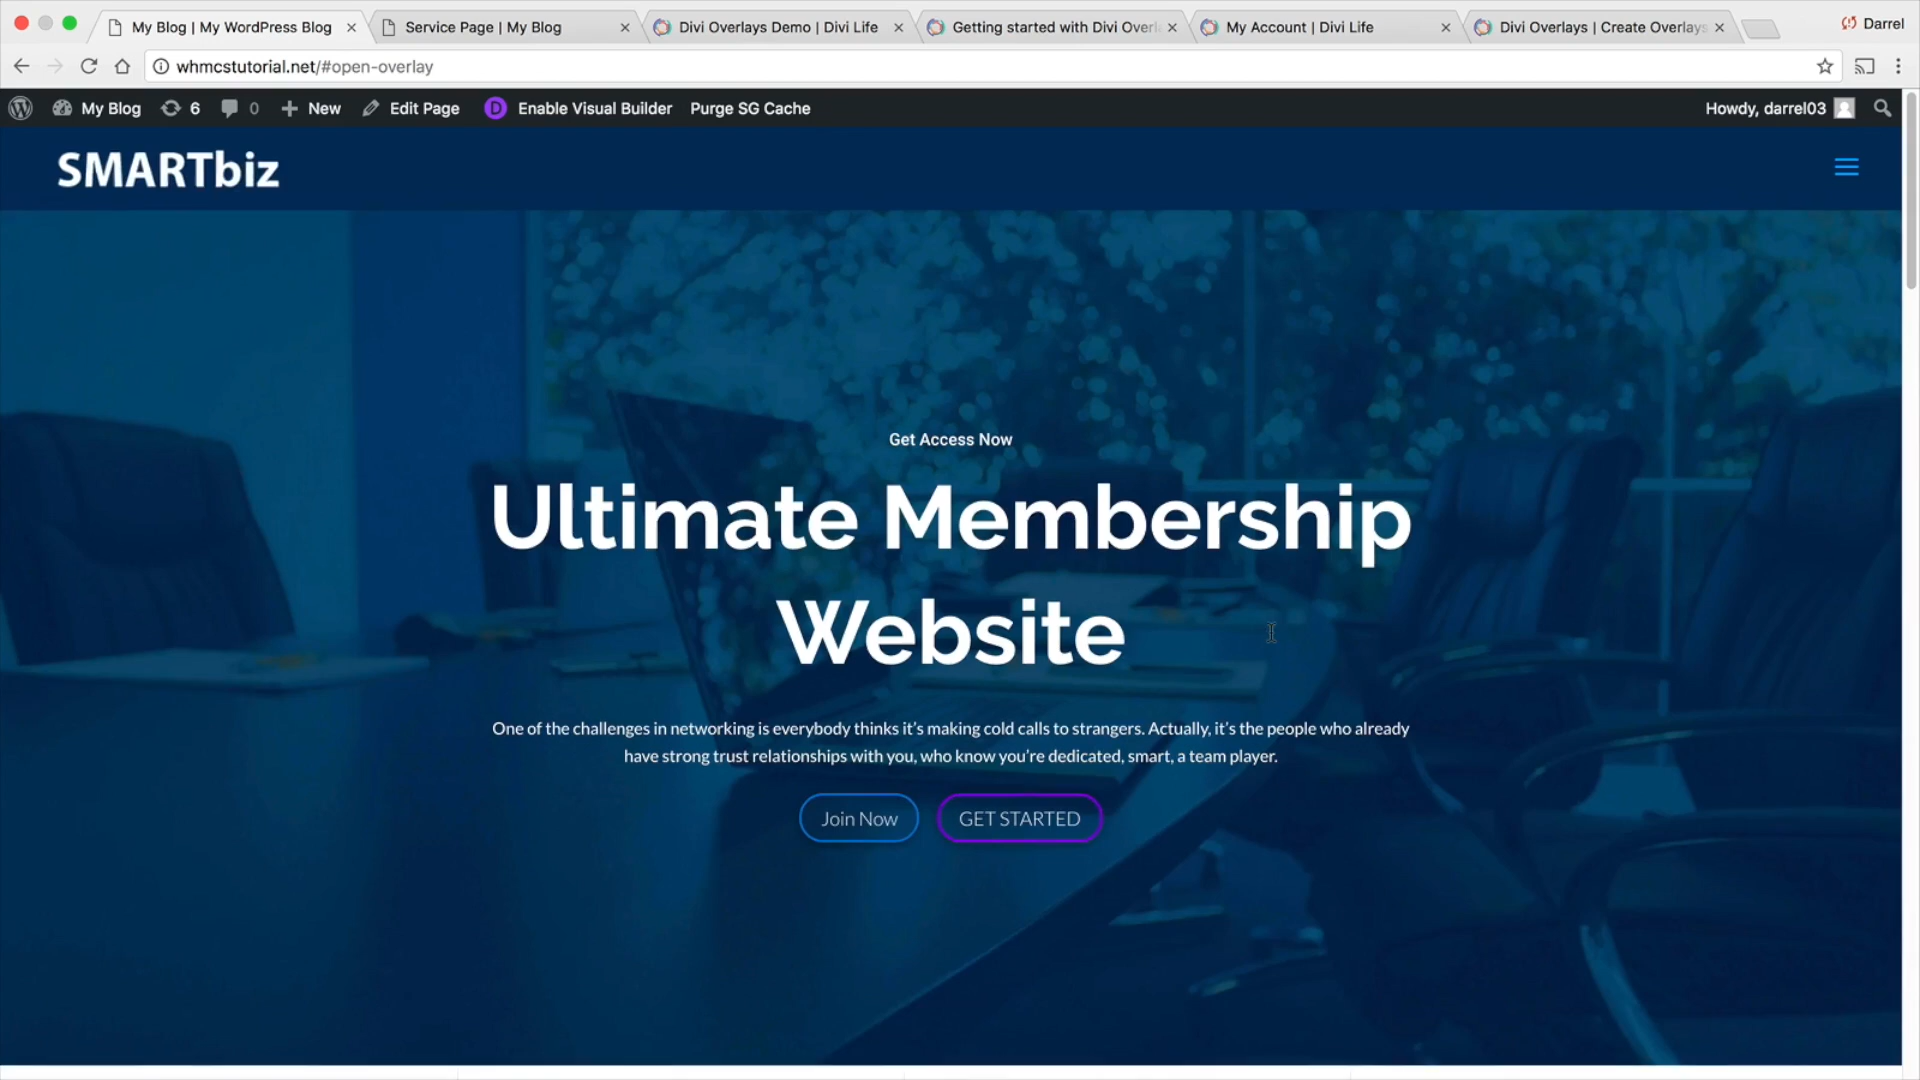 My Blog | My WordPress Blog
Service Page | My Blog
Divi Overlays Demo | Divi Life
Getting started with Divi Overl
My Account | Divi Life
Divi Overlays | Create Overlays
Darrel
whmcstutorial.net/#open-overlay
My Blog
6
0
New
Edit Page
D
Enable Visual Builder
Purge SG Cache
Howdy, darrel03
SMARTbiz
Get Access Now
Ultimate Membership
Website
One of the challenges in networking is everybody thinks it’s making cold calls to strangers. Actually, it’s the people who already
have strong trust relationships with you, who know you’re dedicated, smart, a team player.
Join Now
GET STARTED